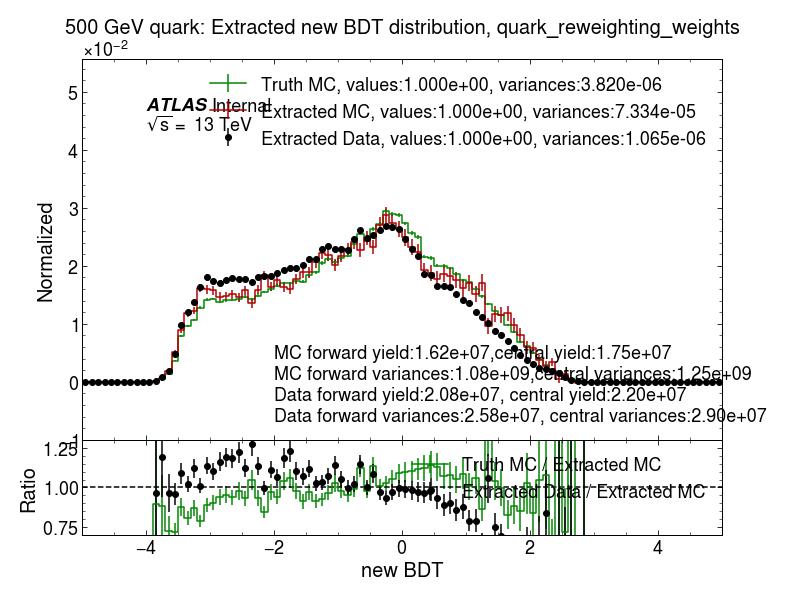 500 GeV quark: Extracted new BDT distribution, quark_reweighting_weights
×10⁻²
Truth MC, values:1.000e+00, variances:3.820e-06
ATLAS Internal
Extracted MC, values:1.000e+00, variances:7.334e-05
√s = 13 TeV
Extracted Data, values:1.000e+00, variances:1.065e-06
5
4
3
2
1
0
Normalized
MC forward yield:1.62e+07,central yield:1.75e+07
MC forward variances:1.08e+09,central variances:1.25e+09
Data forward yield:2.08e+07, central yield:2.20e+07
Data forward variances:2.58e+07, central variances:2.90e+07
1.25
1.00
0.75
Ratio
Truth MC / Extracted MC
Extracted Data / Extracted MC
−4 −2 0 2 4
new BDT